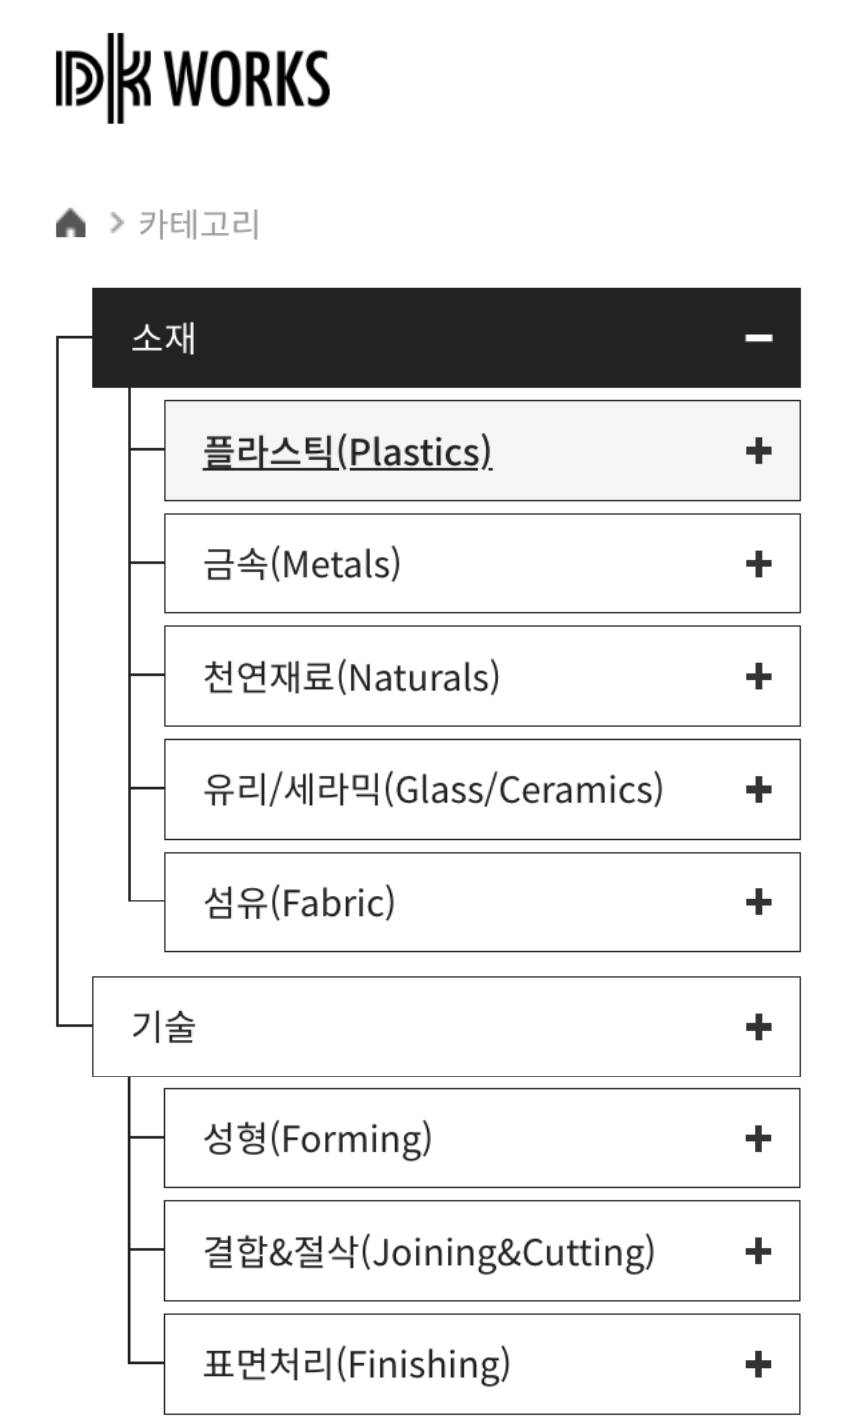 DK WORKS
카테고리
소재
플라스틱(Plastics)
금속(Metals)
천연재료(Naturals)
유리/세라믹(Glass/Ceramics)
섬유(Fabric)
기술
성형(Forming)
결합&절삭(Joining&Cutting)
표면처리(Finishing)